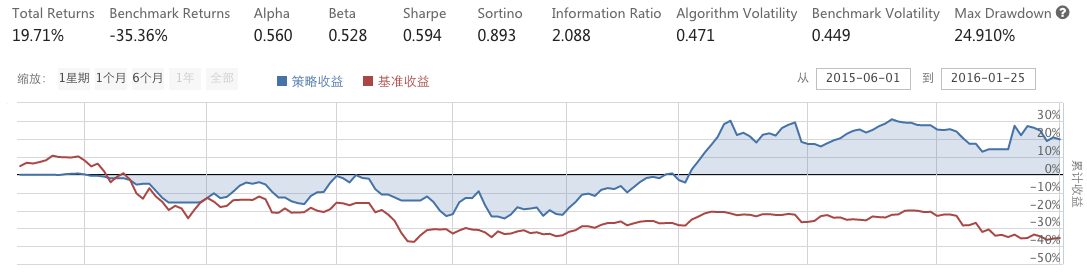 Total Returns Benchmark Returns Alpha Beta Sharpe Sortino Information Ratio Algorithm Volatility Benchmark Volatility Max Drawdown ?
19.71% -35.36% 0.560 0.528 0.594 0.893 2.088 0.471 0.449 24.910%
缩放: 1星期 1个月 6个月 1年 全部 策略收益 基准收益 从 2015-06-01 到 2016-01-25
30%
20%
10%
0%
-10%
-20%
-30%
-40%
-50%
累计收益